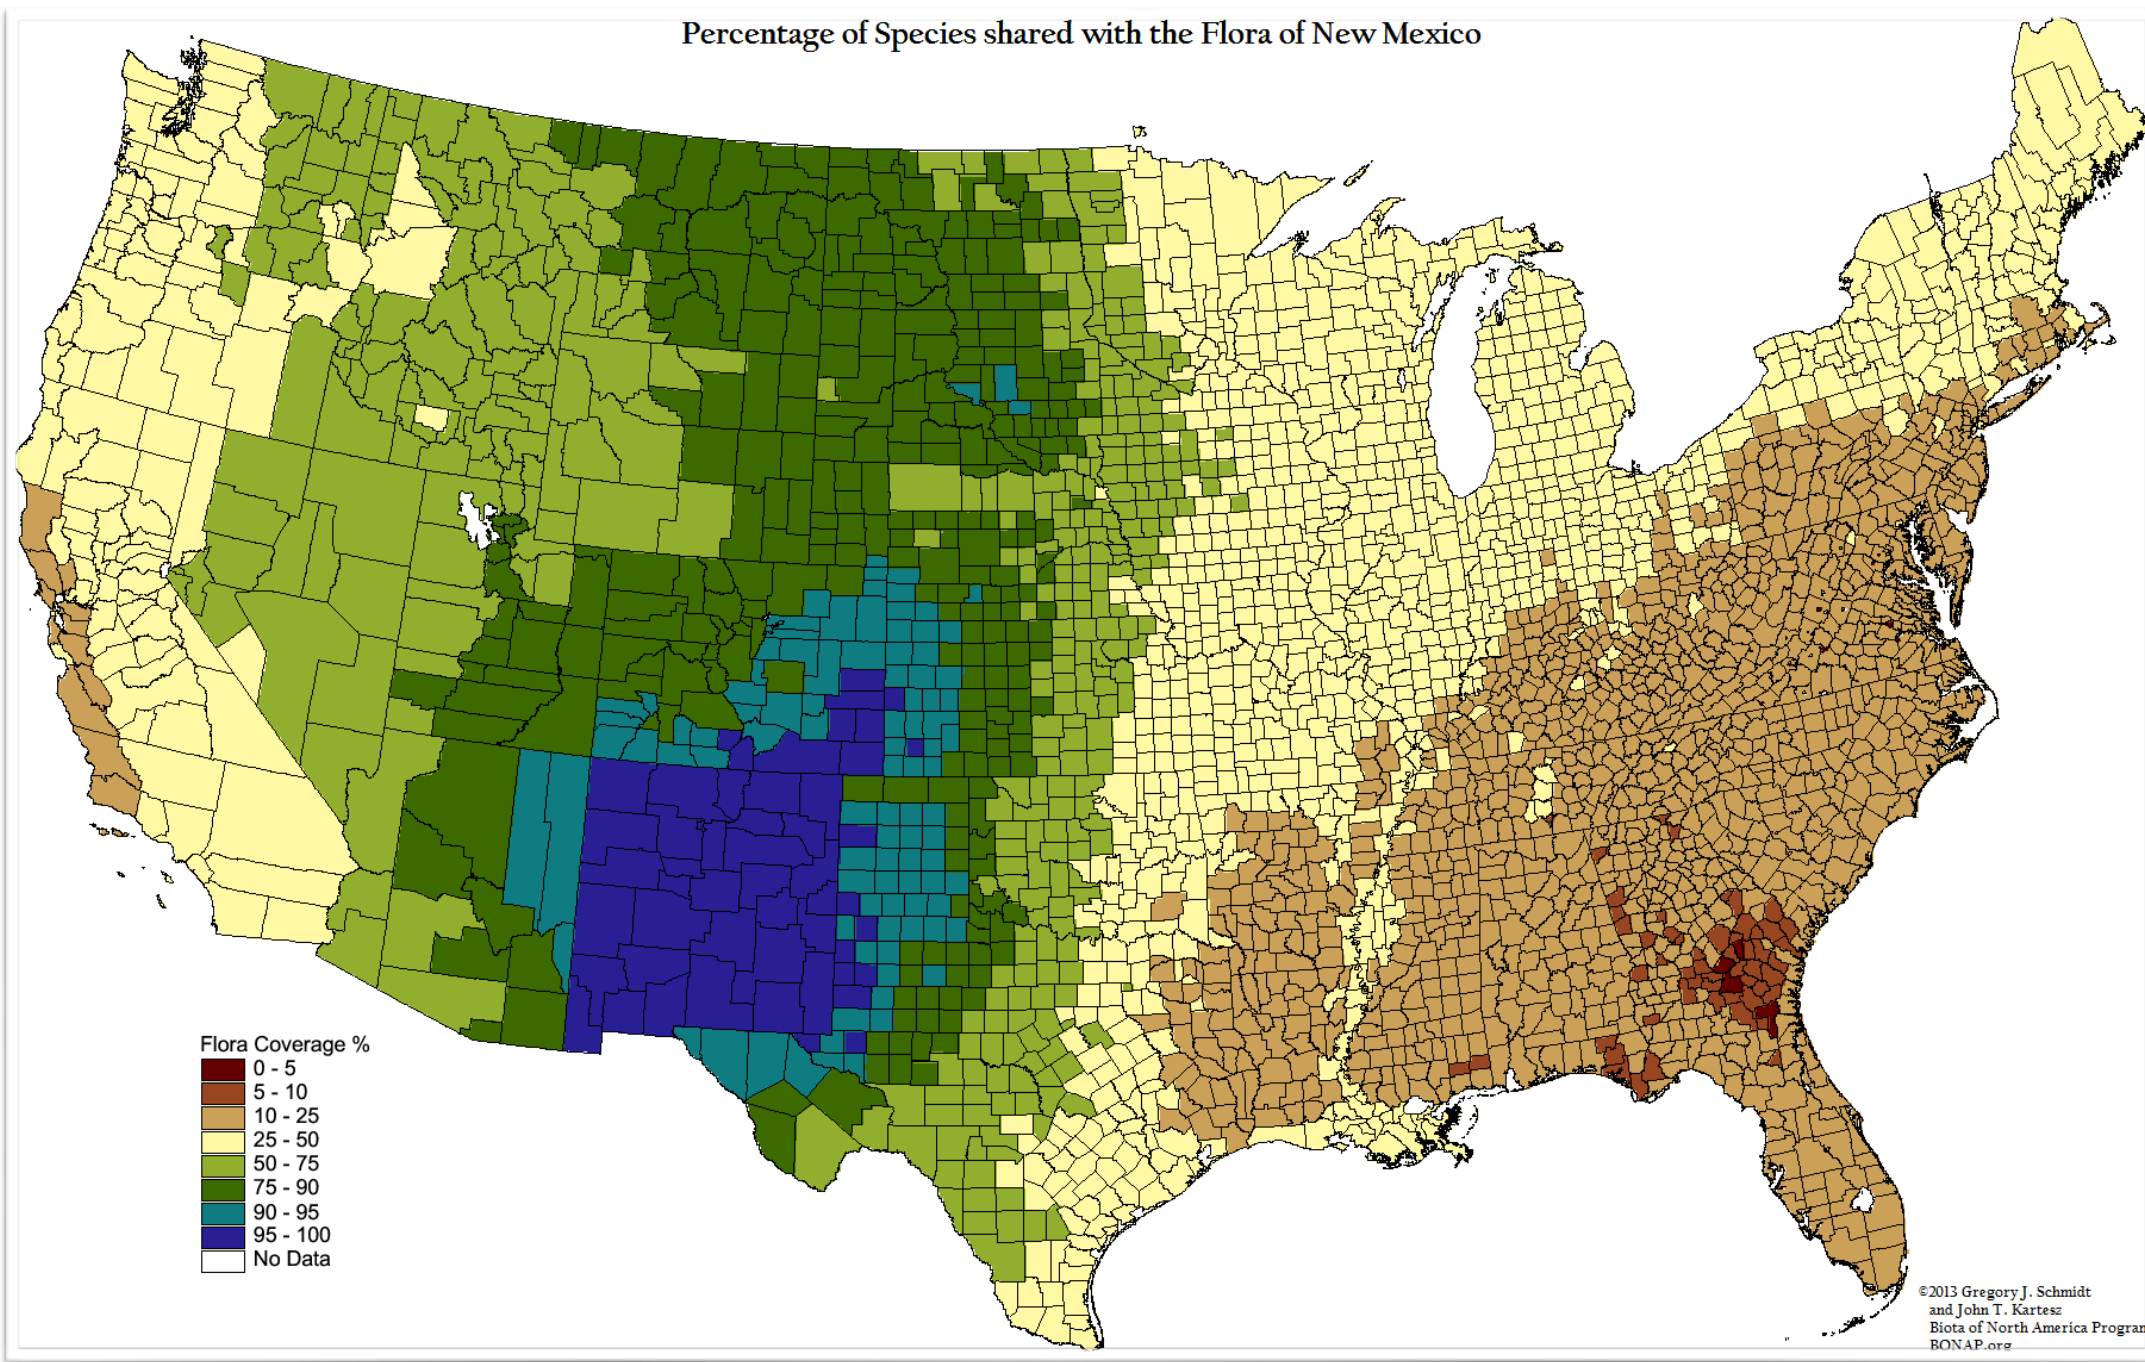 Percentage of Species shared with the Flora of New Mexico
Flora Coverage %
0 - 5
5 - 10
10 - 25
25 - 50
50 - 75
75 - 90
90 - 95
95 - 100
No Data
©2013 Gregory J. Schmidt
and John T. Kartesz
Biota of North America Program
BONAP.org